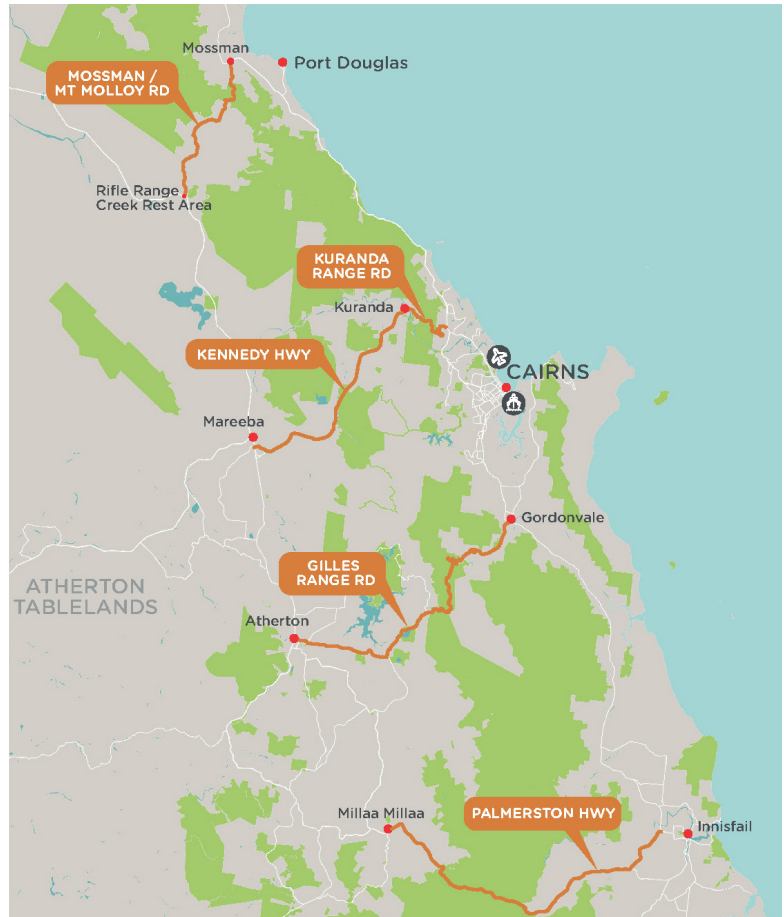 Mossman
Port Douglas
MOSSMAN /
MT MOLLOY RD
Rifle Range
Creek Rest Area
KURANDA
RANGE RD
Kuranda
KENNEDY HWY
CAIRNS
Mareeba
Gordonvale
GILLES
RANGE RD
ATHERTON
TABLELANDS
Atherton
Millaa Millaa
PALMERSTON HWY
Innisfail